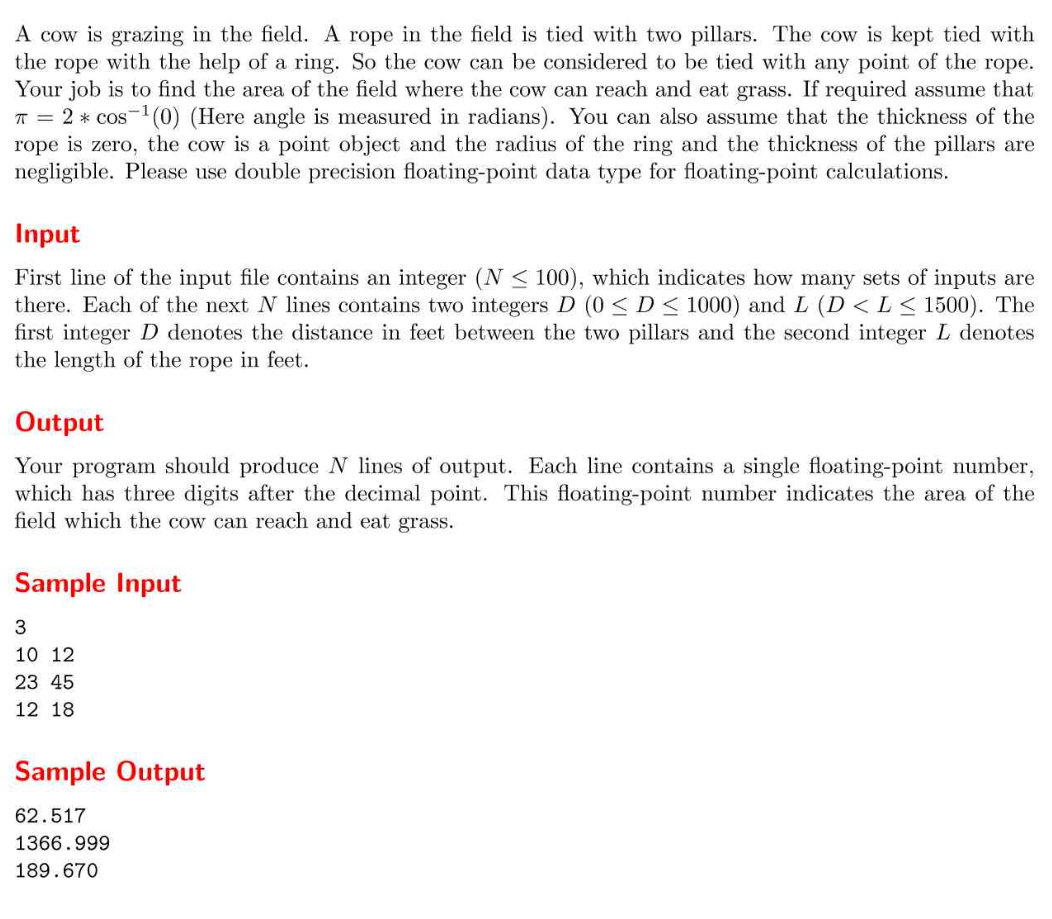 A cow is grazing in the field. A rope in the field is tied with two pillars. The cow is kept tied with
the rope with the help of a ring. So the cow can be considered to be tied with any point of the rope.
Your job is to find the area of the field where the cow can reach and eat grass. If required assume that
π = 2 ∗ cos⁻¹(0) (Here angle is measured in radians). You can also assume that the thickness of the
rope is zero, the cow is a point object and the radius of the ring and the thickness of the pillars are
negligible. Please use double precision floating-point data type for floating-point calculations.
Input
First line of the input file contains an integer (N ≤ 100), which indicates how many sets of inputs are
there. Each of the next N lines contains two integers D (0 ≤ D ≤ 1000) and L (D < L ≤ 1500). The
first integer D denotes the distance in feet between the two pillars and the second integer L denotes
the length of the rope in feet.
Output
Your program should produce N lines of output. Each line contains a single floating-point number,
which has three digits after the decimal point. This floating-point number indicates the area of the
field which the cow can reach and eat grass.
Sample Input
3
10 12
23 45
12 18
Sample Output
62.517
1366.999
189.670